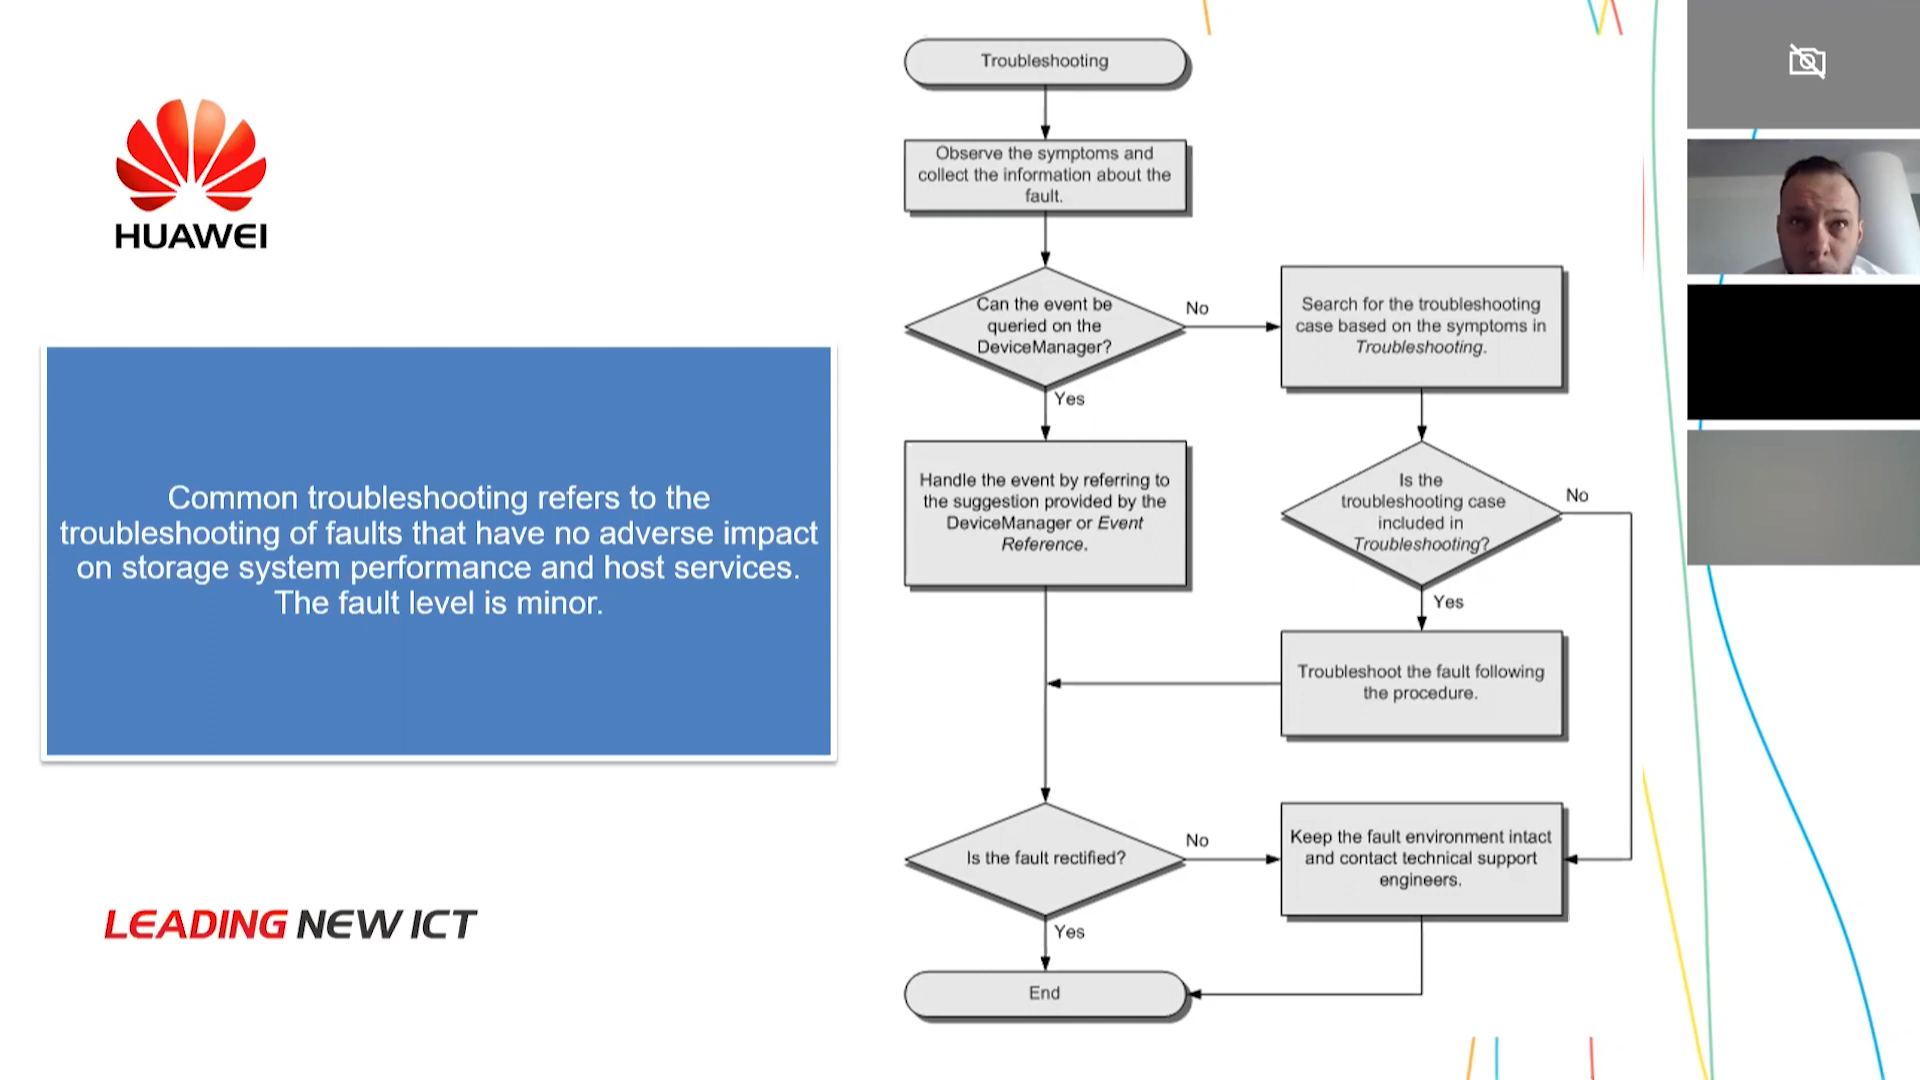 HUAWEI
Common troubleshooting refers to the
troubleshooting of faults that have no adverse impact
on storage system performance and host services.
The fault level is minor.
LEADING NEW ICT
Troubleshooting
Observe the symptoms and
collect the information about the
fault.
Can the event be
queried on the
DeviceManager?
No
Search for the troubleshooting
case based on the symptoms in
Troubleshooting.
Yes
Handle the event by referring to
the suggestion provided by the
DeviceManager or Event
Reference.
Is the
troubleshooting case
included in
Troubleshooting?
No
Yes
Troubleshoot the fault following
the procedure.
Is the fault rectified?
No
Keep the fault environment intact
and contact technical support
engineers.
Yes
End